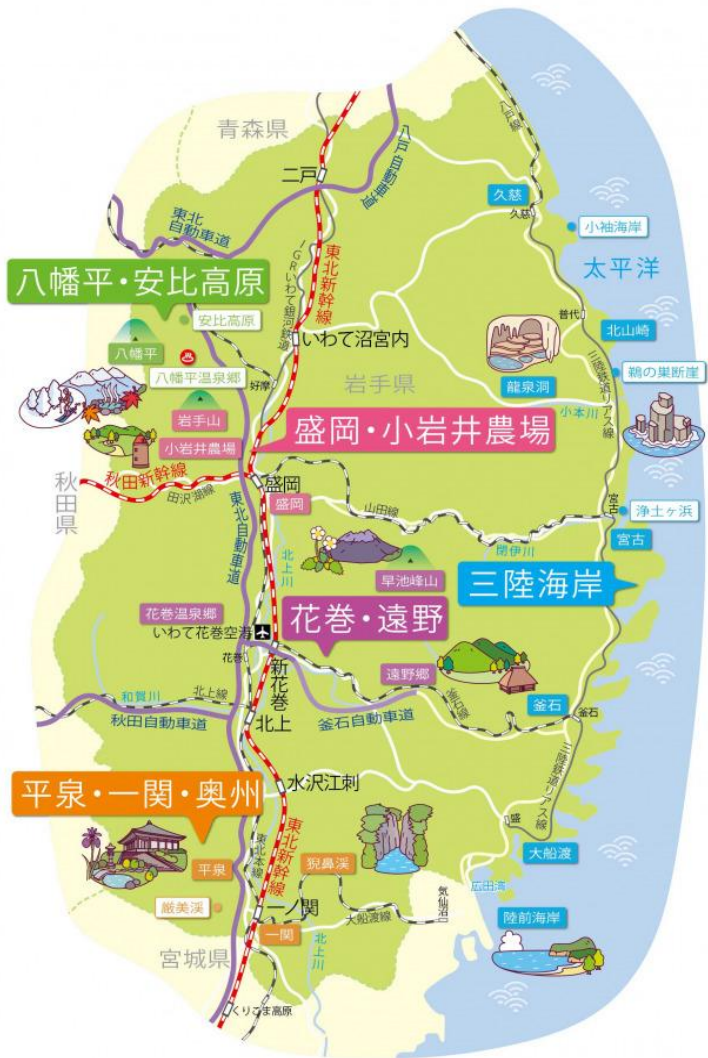 青森県
八戸線
二戸
八戸自動車道
久慈
久慈
東北
自動車道
小袖海岸
太平洋
IGRいわて銀河鉄道
東北新幹線
八幡平・安比高原
安比高原
普代
北山崎
いわて沼宮内
八幡平
八幡平温泉郷
好摩
岩手県
龍泉洞
三陸鉄道リアス線
鵜の巣断崖
岩手山
小本川
小岩井農場
盛岡・小岩井農場
秋田新幹線
秋田県
田沢湖線
盛岡
盛岡
東北自動車道
山田線
宮古
浄土ヶ浜
宮古
北上川
閉伊川
早池峰山
三陸海岸
花巻温泉郷
花巻・遠野
いわて花巻空港
花巻
新花巻
遠野郷
和賀川
北上線
釜石線
釜石
釜石
秋田自動車道
北上
釜石自動車道
三陸鉄道リアス線
水沢江刺
平泉・一関・奥州
盛
東北本線
東北新幹線
大船渡
平泉
猊鼻渓
広田湾
気仙沼
厳美渓
一ノ関
大船渡線
陸前海岸
一関
北上川
宮城県
くりこま高原